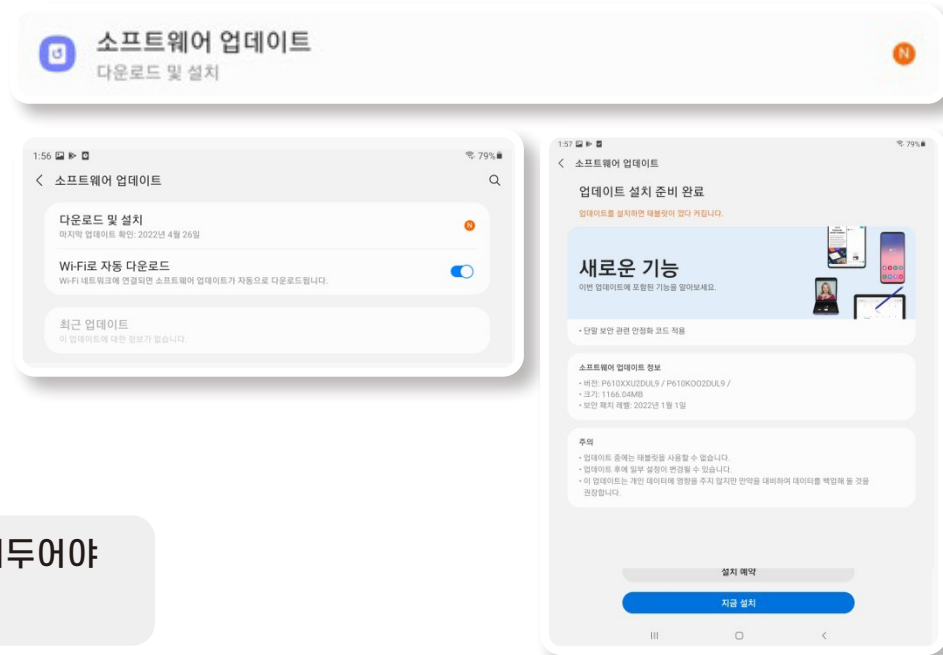 소프트웨어 업데이트
다운로드 및 설치
N
1:56
79%
소프트웨어 업데이트
다운로드 및 설치
마지막 업데이트 확인: 2022년 4월 26일
N
Wi-Fi로 자동 다운로드
Wi-Fi 네트워크에 연결되면 소프트웨어 업데이트가 자동으로 다운로드됩니다.
최근 업데이트
이 업데이트에 대한 정보가 없습니다.
두어야
1:57
79%
소프트웨어 업데이트
업데이트 설치 준비 완료
업데이트를 설치하면 태블릿이 껐다 켜집니다.
새로운 기능
이번 업데이트에 포함된 기능을 알아보세요.
• 단말 보안 관련 안정화 코드 적용
소프트웨어 업데이트 정보
• 버전: P610XXU2DUL9 / P610KOO2DUL9 /
• 크기: 1166.04MB
• 보안 패치 레벨: 2022년 1월 1일
주의
• 업데이트 중에는 태블릿을 사용할 수 없습니다.
• 업데이트 후에 일부 설정이 변경될 수 있습니다.
• 이 업데이트는 개인 데이터에 영향을 주지 않지만 만약을 대비하여 데이터를 백업해 둘 것을
권장합니다.
설치 예약
지금 설치